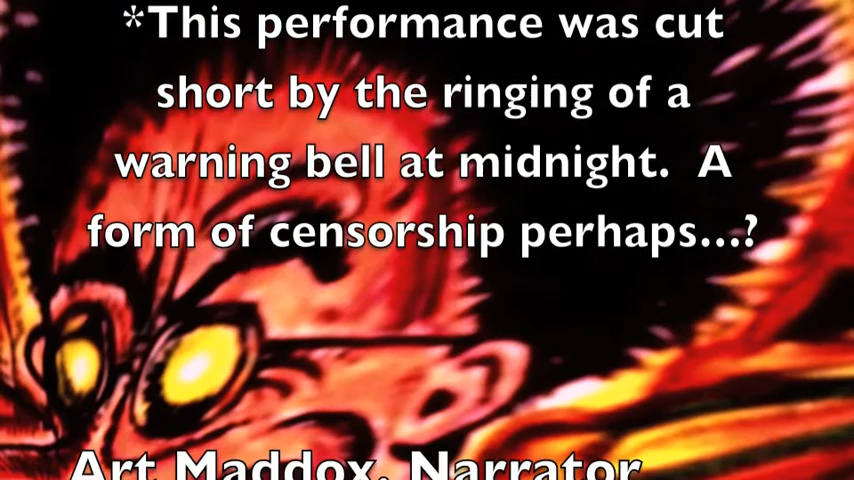 *This performance was cut
short by the ringing of a
warning bell at midnight. A
form of censorship perhaps...?
Art Maddox, Narrator